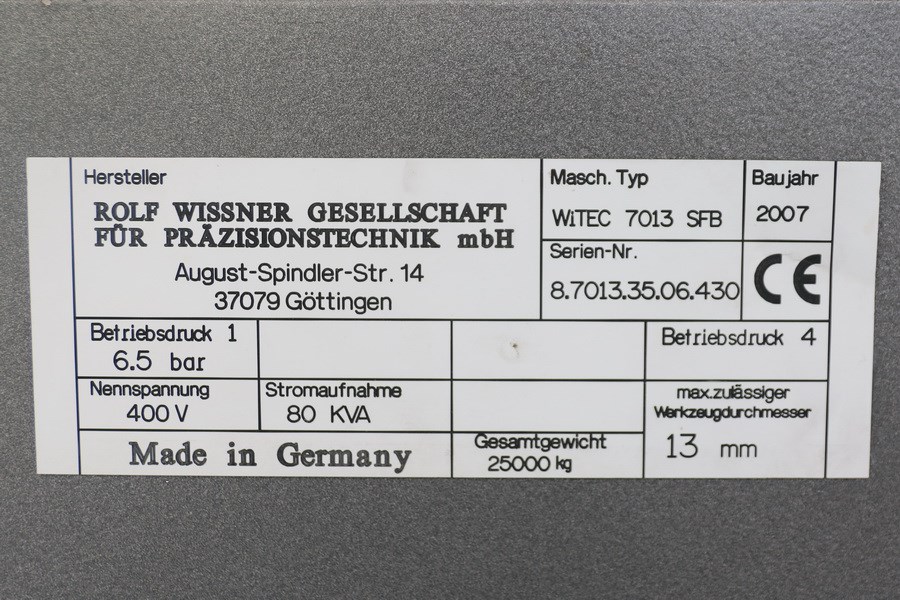 Hersteller
ROLF WISSNER GESELLSCHAFT
FÜR PRÄZISIONSTECHNIK mbH
August-Spindler-Str. 14
37079 Göttingen
Masch. Typ
WiTEC 7013 SFB
Baujahr
2007
Serien-Nr.
8.7013.35.06.430
CE
Betriebsdruck 1
6.5 bar
Betriebsdruck 4
Nennspannung
400 V
Stromaufnahme
80 KVA
max.zulässiger
Werkzeugdurchmesser
13 mm
Made in Germany
Gesamtgewicht
25000 kg